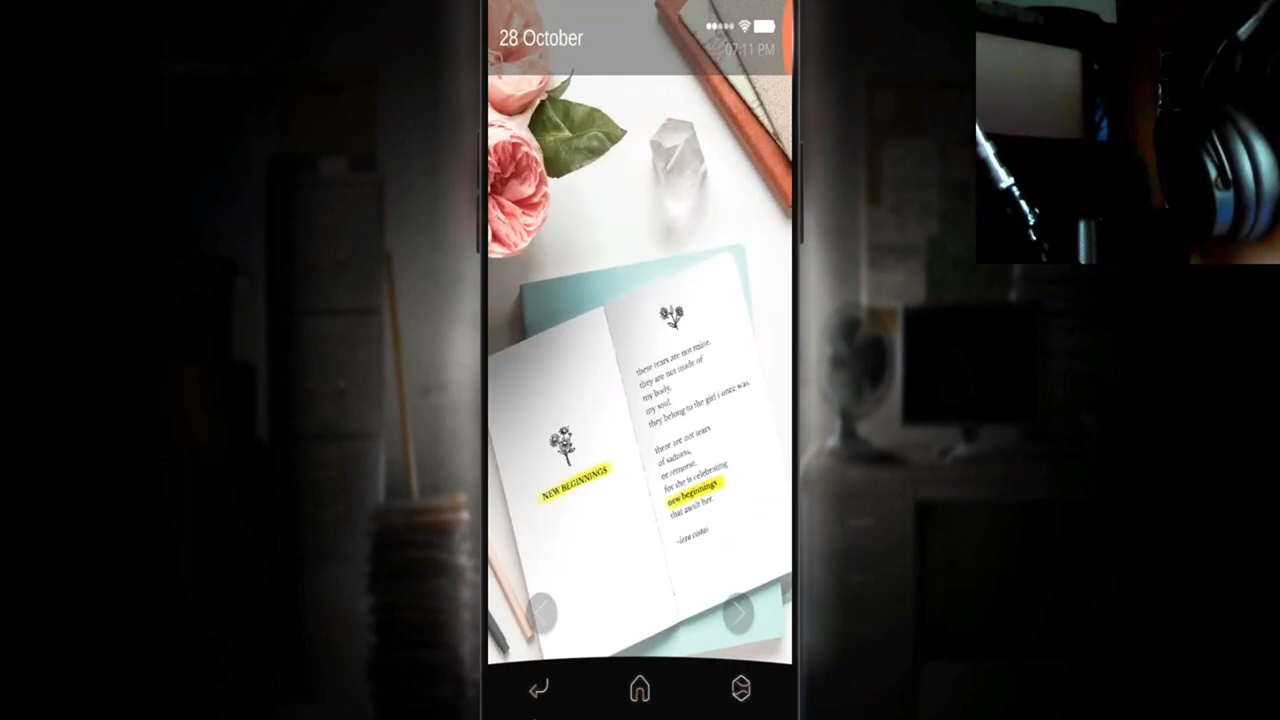 28 October
07:11 PM
NEW BEGINNINGS
these tears are not mine.
they are not made of
my body,
my soul.
they belong to the girl i once was.
these are not tears
of sadness,
or remorse,
for she is celebrating
new beginnings
that await her.